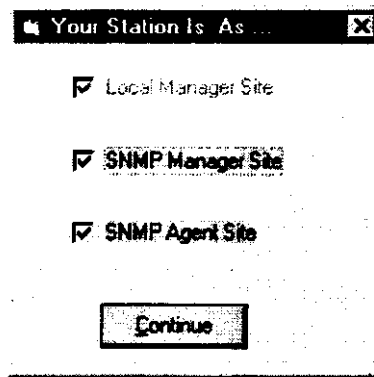 Your Station Is As ...
Local Manager Site
SNMP Manager Site
SNMP Agent Site
Continue